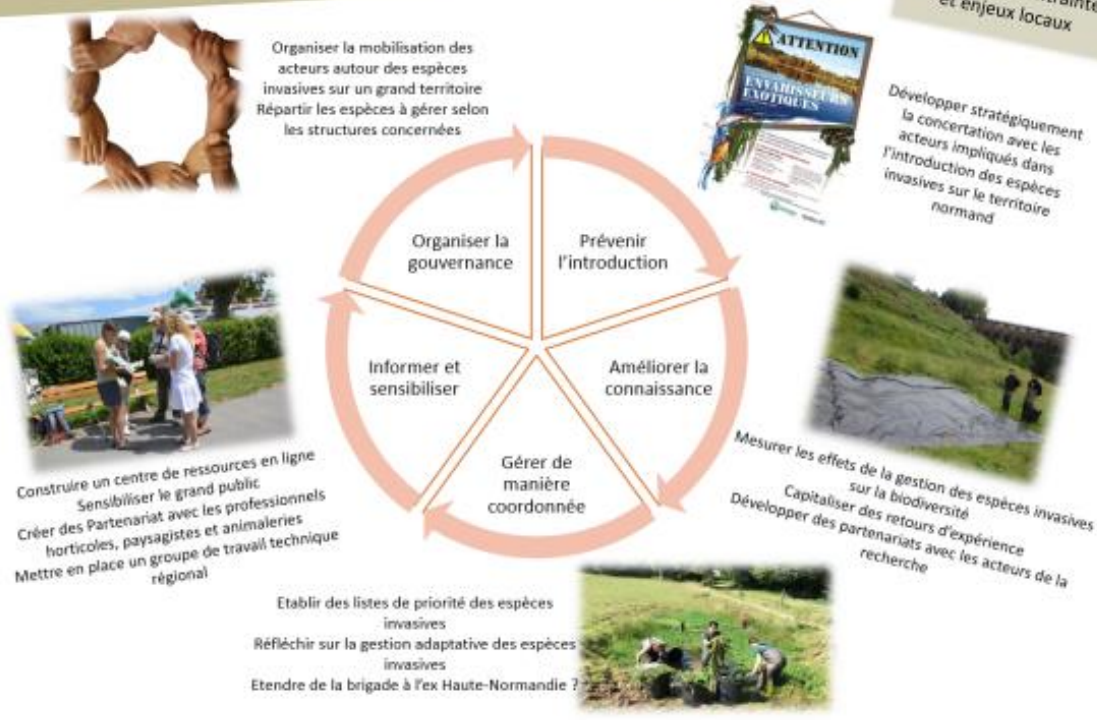 et enjeux locaux
Organiser la mobilisation des
acteurs autour des espèces
invasives sur un grand territoire
Répartir les espèces à gérer selon
les structures concernées
ATTENTION
ENVAHISSEURS
EXOTIQUES
Développer stratégiquement
la concertation avec les
acteurs impliqués dans
l'introduction des espèces
invasives sur le territoire
normand
Organiser la
gouvernance
Prévenir
l'introduction
Informer et
sensibiliser
Améliorer la
connaissance
Gérer de
manière
coordonnée
Construire un centre de ressources en ligne
Sensibiliser le grand public
Créer des Partenariat avec les professionnels
horticoles, paysagistes et animaleries
Mettre en place un groupe de travail technique
régional
Mesurer les effets de la gestion des espèces invasives
sur la biodiversité
Capitaliser des retours d'expérience
Développer des partenariats avec les acteurs de la
recherche
Etablir des listes de priorité des espèces
invasives
Réfléchir sur la gestion adaptative des espèces
invasives
Etendre de la brigade à l'ex Haute-Normandie ?